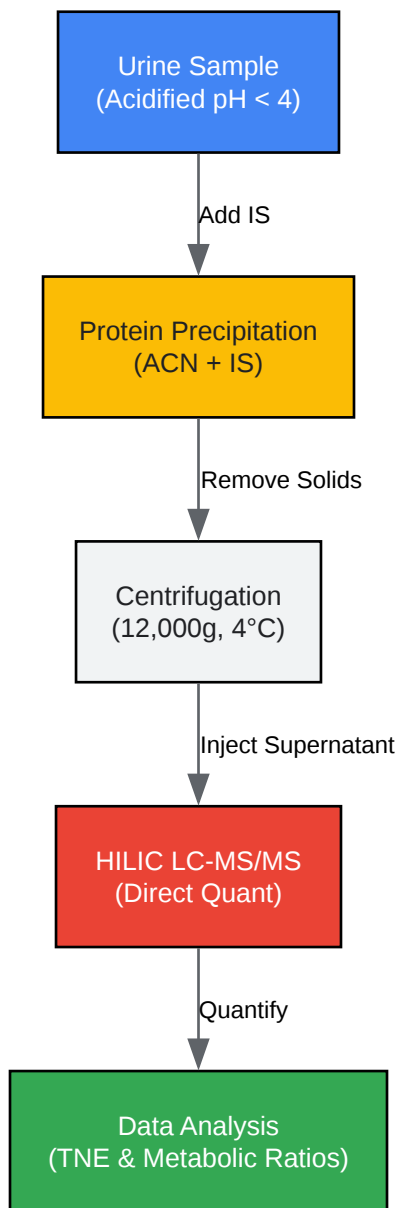 Urine Sample
(Acidified pH < 4)
Add IS
Protein Precipitation
(ACN + IS)
Remove Solids
Centrifugation
(12,000g, 4°C)
Inject Supernatant
HILIC LC-MS/MS
(Direct Quant)
Quantify
Data Analysis
(TNE & Metabolic Ratios)